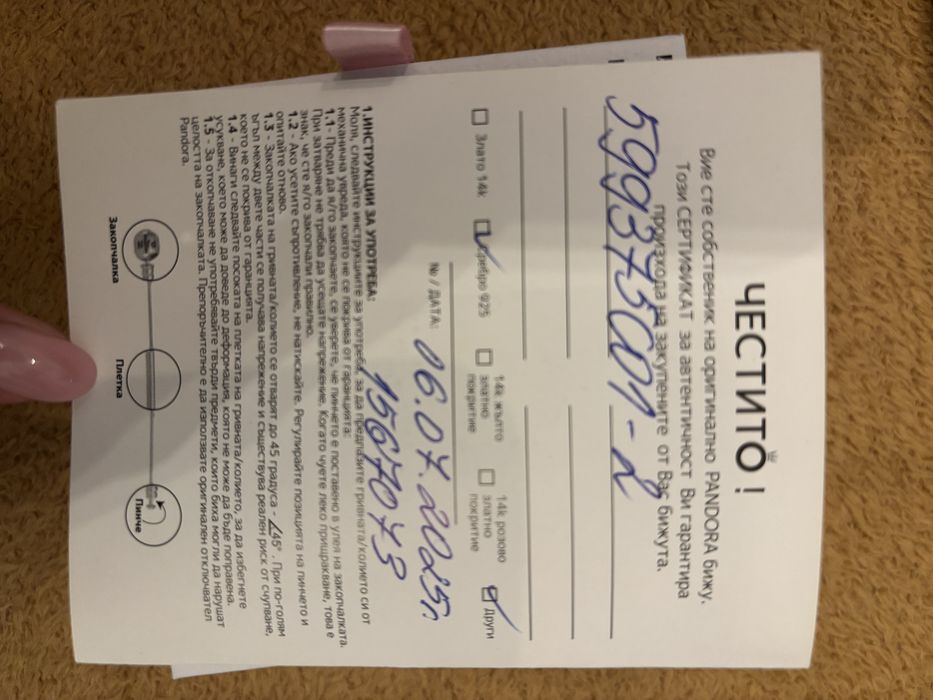 ЧЕСТИТО !
Вие сте собственик на оригинално PANDORA бижу.
Този СЕРТИФИКАТ за автентичност Ви гарантира
произхода на закупените от Вас бижута.
599375C01-2
Злато 14k
Сребро 925
14k жълто
златно
покритие
14k розово
златно
покритие
Други
№ / ДАТА: 06.07.2025г
1567073
1.ИНСТРУКЦИИ ЗА УПОТРЕБА:
Моля, следвайте инструкциите за употреба, за да предпазите гривната/колието си от
механична увреда, която не се покрива от гаранцията:
1.1 - Преди да я/го закопчаете, се уверете, че пинчето е поставено в улея на закопчалката.
При затваряне не трябва да усещате напрежение. Когато чуете леко прищракване, това е
знак, че сте я/го закопчали правилно.
1.2 - Ако усетите съпротивление, не натискайте. Регулирайте позицията на пинчето и
опитайте отново.
1.3 - Закопчалката на гривната/колието се отварят до 45 градуса - ∠45° . При по-голям
ъгъл между двете части се получава напрежение и съществува реален риск от счупване,
което не се покрива от гаранцията.
1.4 - Винаги следвайте посоката на плетката на гривната/колието, за да избегнете
усукване, което може да доведе до деформация, която не може да бъде поправена.
1.5 - За откопчаване не употребявайте твърди предмети, които биха могли да нарушат
целостта на закопчалката. Препоръчително е да използвате оригинален отключвател
Pandora.
Закопчалка
Плетка
Пинче